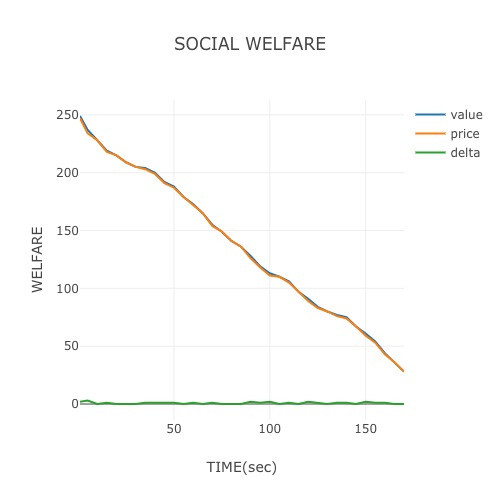 SOCIAL WELFARE
250
200
150
100
50
0
WELFARE
50
100
150
TIME(sec)
value
price
delta